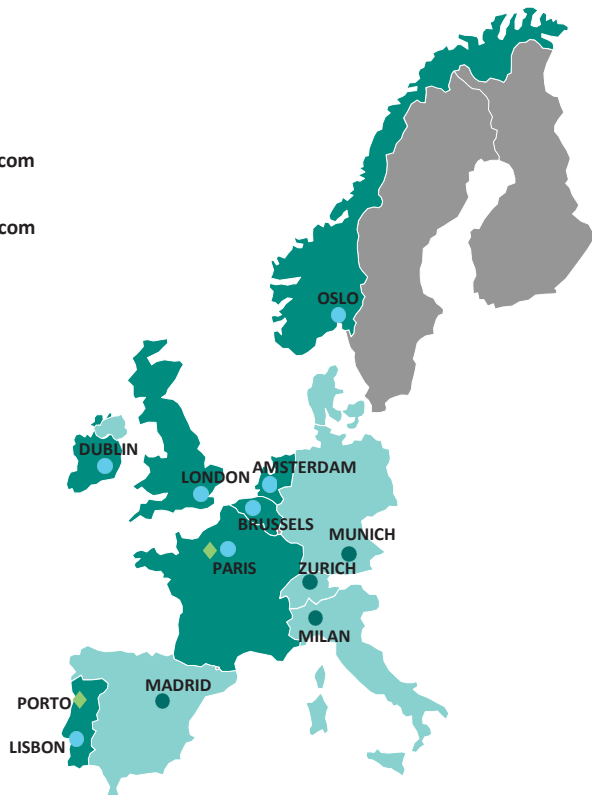 com
com
OSLO
DUBLIN
LONDON
AMSTERDAM
BRUSSELS
MUNICH
PARIS
ZURICH
MILAN
MADRID
PORTO
LISBON